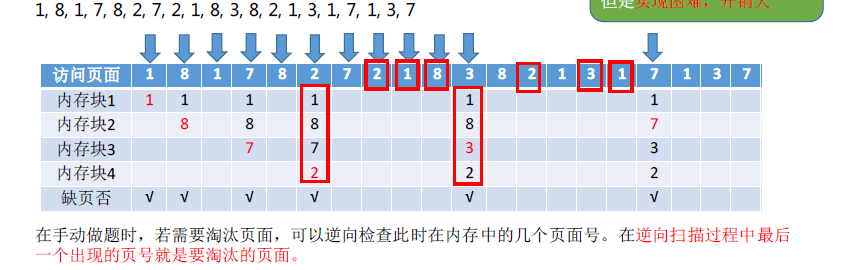 1, 8, 1, 7, 8, 2, 7, 2, 1, 8, 3, 8, 2, 1, 3, 1, 7, 1, 3, 7
但是实现困难，开销大
访问页面 1 8 1 7 8 2 7 2 1 8 3 8 2 1 3 1 7 1 3 7
内存块1 1 1 1 1 1 1
内存块2 8 8 8 8 7
内存块3 7 7 3 3
内存块4 2 2 2
缺页否 √ √ √ √ √ √
在手动做题时，若需要淘汰页面，可以逆向检查此时在内存中的几个页面号。在逆向扫描过程中最后
一个出现的页号就是要淘汰的页面。